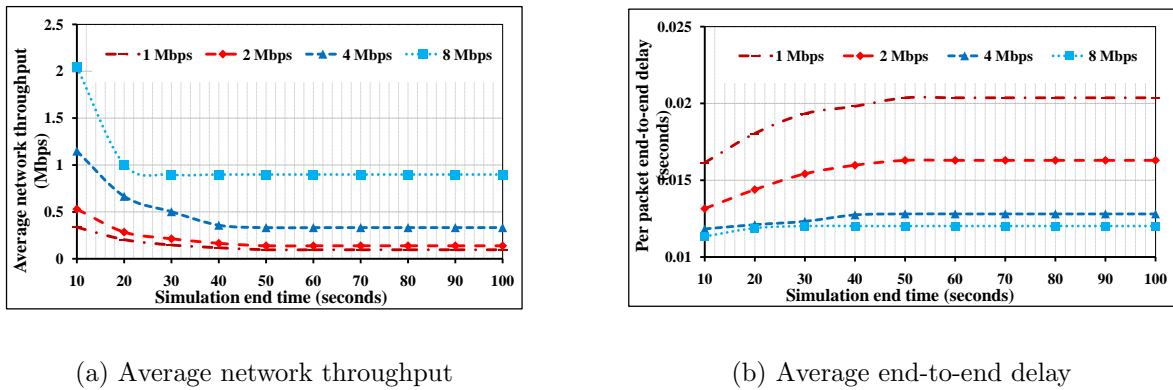 2.5
2
1.5
1
0.5
0
Average network throughput
(Mbps)
1 Mbps 2 Mbps 4 Mbps 8 Mbps
10 20 30 40 50 60 70 80 90 100
Simulation end time (seconds)
(a) Average network throughput
0.025
0.02
0.015
0.01
Per packet end-to-end delay
(seconds)
1 Mbps 2 Mbps 4 Mbps 8 Mbps
10 20 30 40 50 60 70 80 90 100
Simulation end time (seconds)
(b) Average end-to-end delay